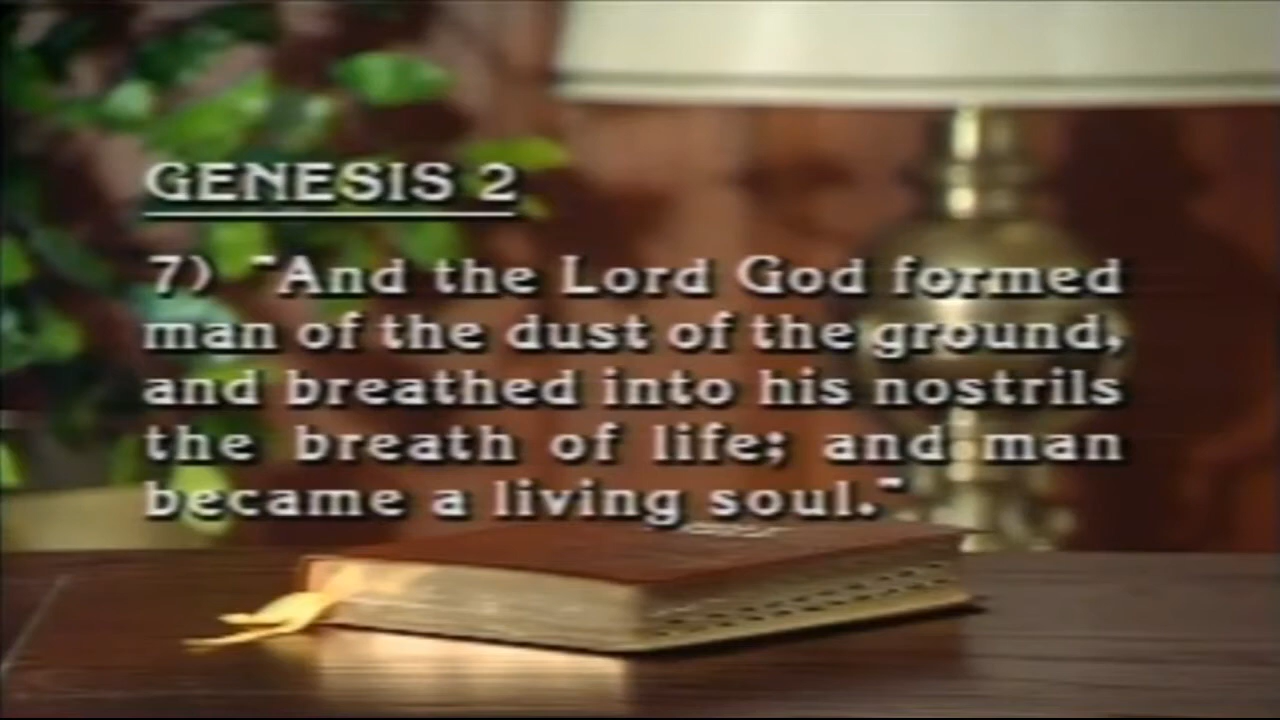 GENESIS 2
7) "And the Lord God formed
man of the dust of the ground,
and breathed into his nostrils
the breath of life; and man
became a living soul."